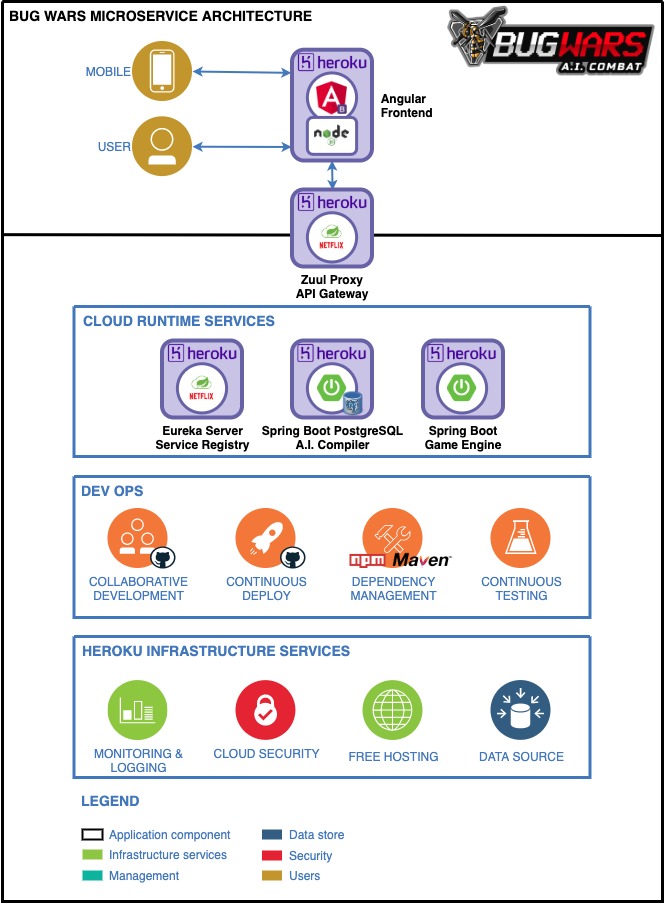 BUG WARS MICROSERVICE ARCHITECTURE
BUGWARS
A.I. COMBAT
MOBILE
USER
heroku
B
node
JS
Angular
Frontend
heroku
NETFLIX
Zuul Proxy
API Gateway
CLOUD RUNTIME SERVICES
heroku
NETFLIX
Eureka Server
Service Registry
heroku
Spring Boot PostgreSQL
A.I. Compiler
heroku
Spring Boot
Game Engine
DEV OPS
COLLABORATIVE
DEVELOPMENT
CONTINUOUS
DEPLOY
npm Maven™
DEPENDENCY
MANAGEMENT
CONTINUOUS
TESTING
HEROKU INFRASTRUCTURE SERVICES
MONITORING &
LOGGING
CLOUD SECURITY
FREE HOSTING
DATA SOURCE
LEGEND
Application component
Data store
Infrastructure services
Security
Management
Users